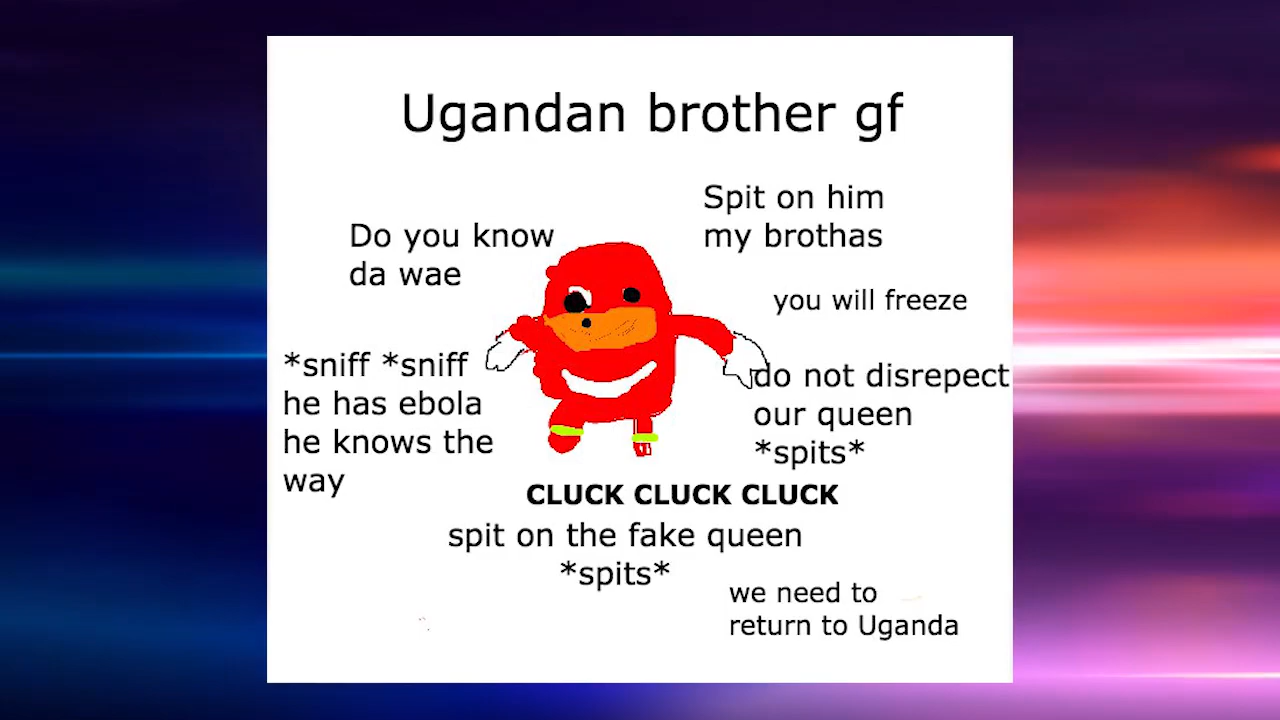 Ugandan brother gf
Spit on him
my brothas
Do you know
da wae
you will freeze
*sniff *sniff
he has ebola
he knows the
way
do not disrepect
our queen
*spits*
CLUCK CLUCK CLUCK
spit on the fake queen
*spits*
we need to
return to Uganda